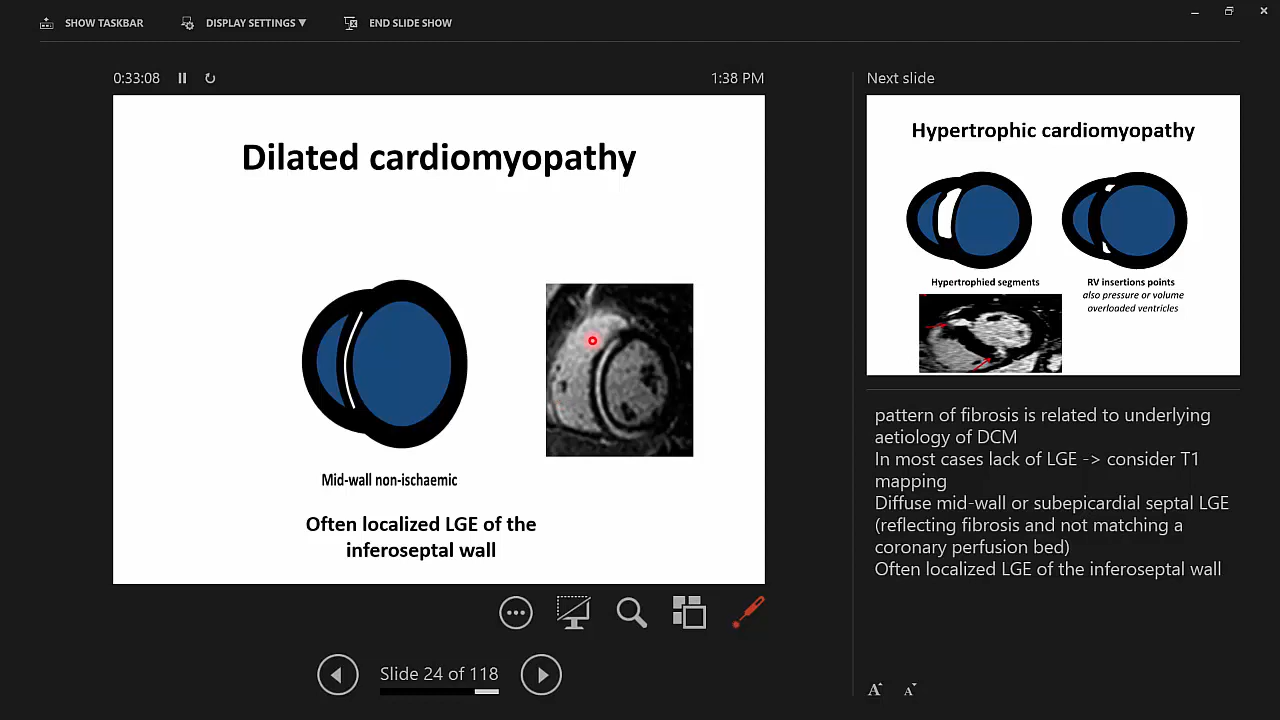 SHOW TASKBAR
DISPLAY SETTINGS ▼
END SLIDE SHOW
0:33:08
1:38 PM
Dilated cardiomyopathy
Mid-wall non-ischaemic
Often localized LGE of the
inferoseptal wall
Slide 24 of 118
Next slide
Hypertrophic cardiomyopathy
Hypertrophied segments
RV insertions points
also pressure or volume
overloaded ventricles
pattern of fibrosis is related to underlying
aetiology of DCM
In most cases lack of LGE -> consider T1
mapping
Diffuse mid-wall or subepicardial septal LGE
(reflecting fibrosis and not matching a
coronary perfusion bed)
Often localized LGE of the inferoseptal wall
A A